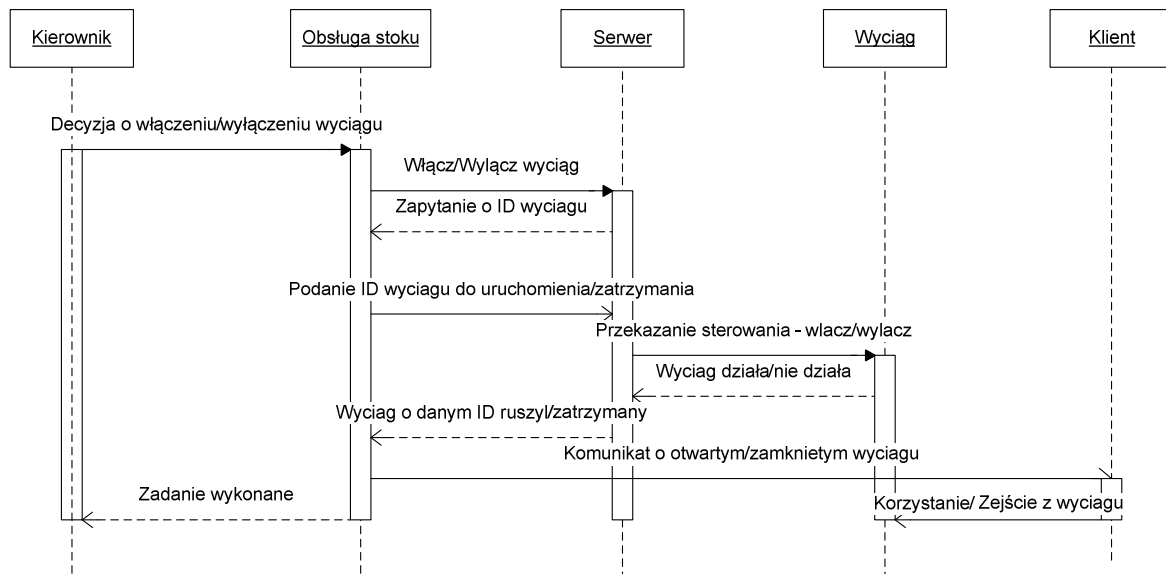 Kierownik
Obsługa stoku
Serwer
Wyciąg
Klient
Decyzja o włączeniu/wyłączeniu wyciągu
Włącz/Wyłącz wyciąg
Zapytanie o ID wyciagu
Podanie ID wyciagu do uruchomienia/zatrzymania
Przekazanie sterowania - wlacz/wylacz
Wyciag działa/nie działa
Wyciag o danym ID ruszyl/zatrzymany
Komunikat o otwartym/zamknietym wyciagu
Zadanie wykonane
Korzystanie/ Zejście z wyciagu